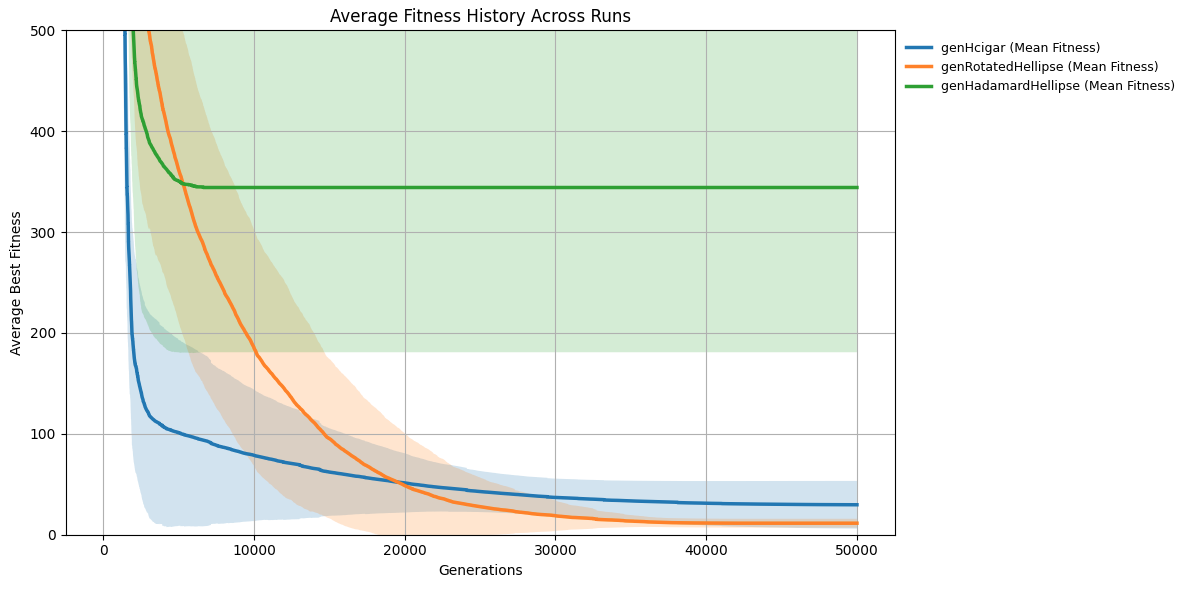 Average Fitness History Across Runs
500
400
300
200
100
0
Average Best Fitness
0 10000 20000 30000 40000 50000
Generations
genHcigar (Mean Fitness)
genRotatedHellipse (Mean Fitness)
genHadamardHellipse (Mean Fitness)